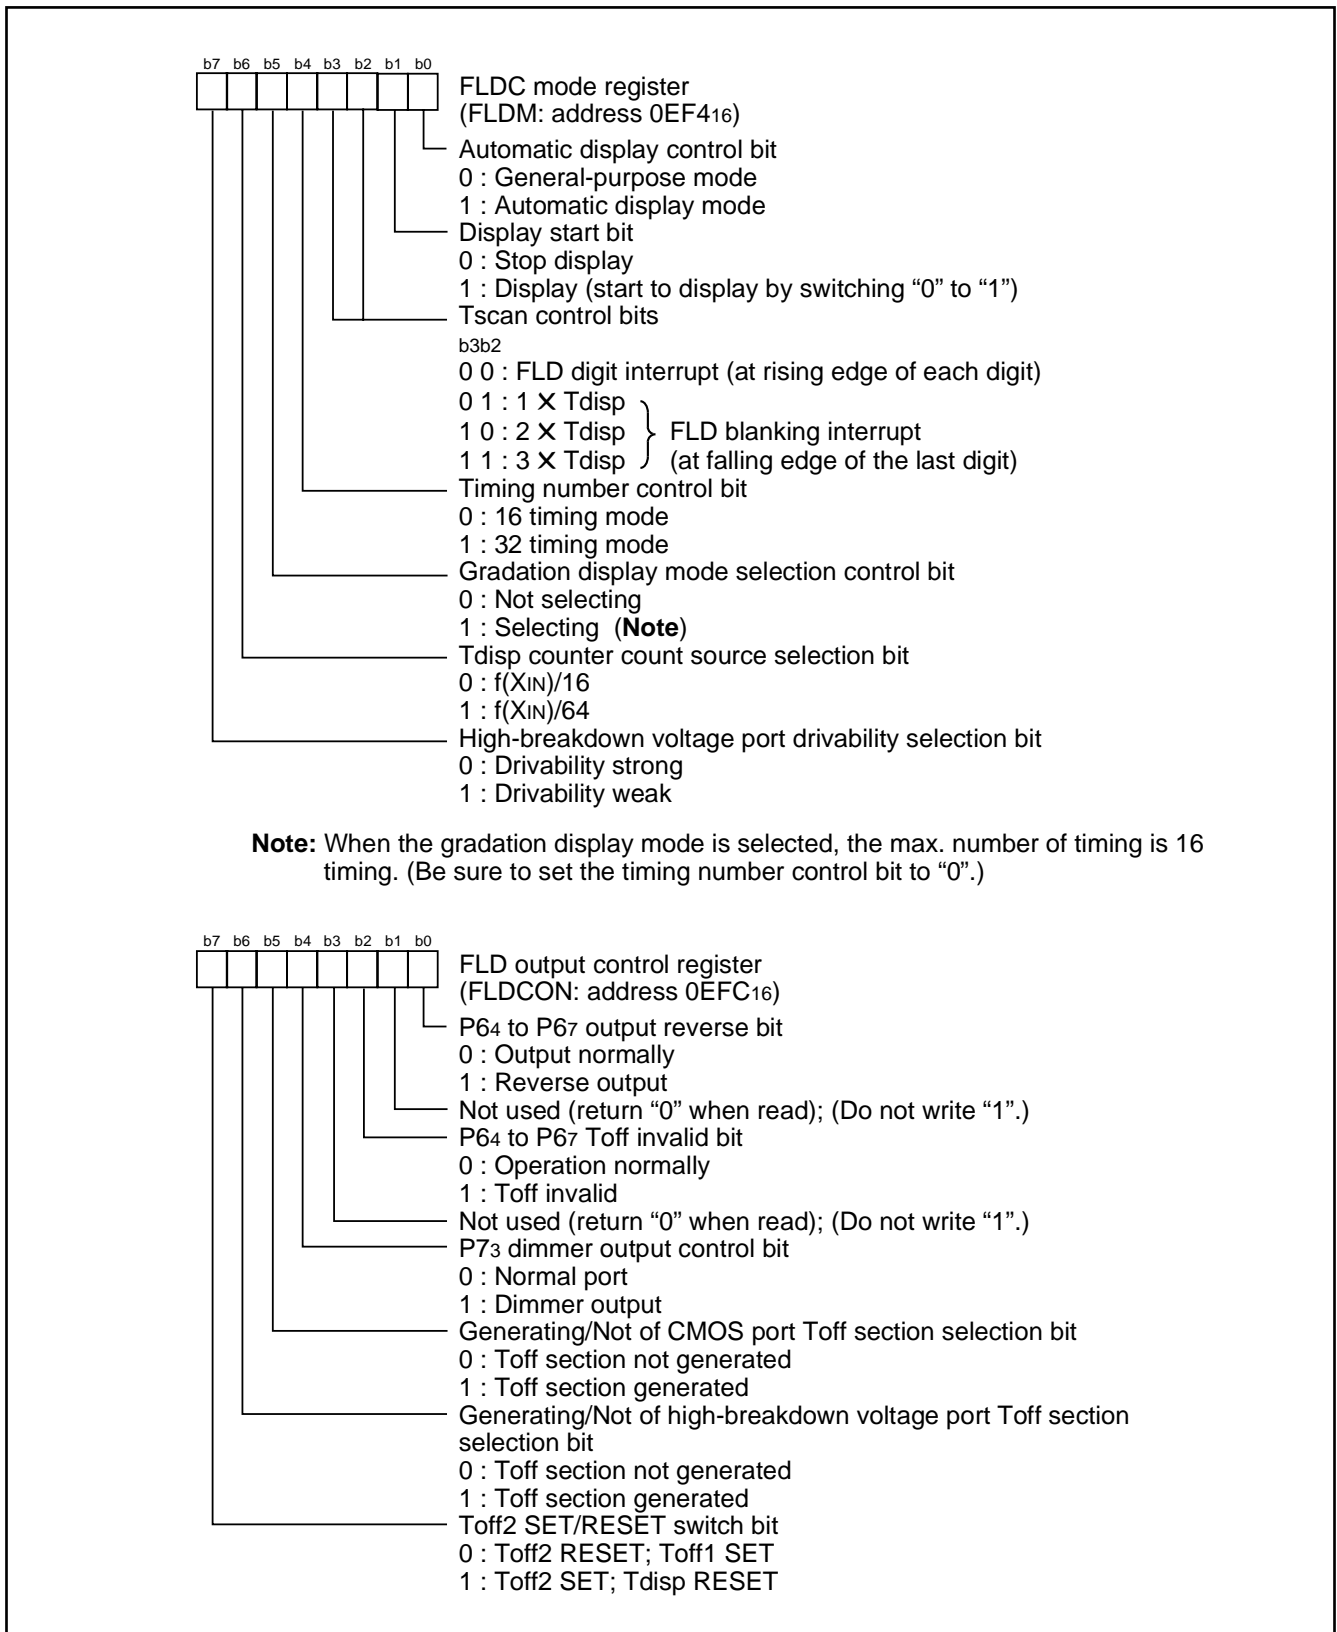 b7 b6 b5 b4 b3 b2 b1 b0
FLDC mode register
(FLDM: address 0EF416)
Automatic display control bit
0 : General-purpose mode
1 : Automatic display mode
Display start bit
0 : Stop display
1 : Display (start to display by switching “0” to “1”)
Tscan control bits
b3b2
0 0 : FLD digit interrupt (at rising edge of each digit)
0 1 : 1 × Tdisp
1 0 : 2 × Tdisp FLD blanking interrupt
1 1 : 3 × Tdisp (at falling edge of the last digit)
Timing number control bit
0 : 16 timing mode
1 : 32 timing mode
Gradation display mode selection control bit
0 : Not selecting
1 : Selecting (Note)
Tdisp counter count source selection bit
0 : f(XIN)/16
1 : f(XIN)/64
High-breakdown voltage port drivability selection bit
0 : Drivability strong
1 : Drivability weak
Note: When the gradation display mode is selected, the max. number of timing is 16
timing. (Be sure to set the timing number control bit to “0”.)
b7 b6 b5 b4 b3 b2 b1 b0
FLD output control register
(FLDCON: address 0EFC16)
P64 to P67 output reverse bit
0 : Output normally
1 : Reverse output
Not used (return “0” when read); (Do not write “1”.)
P64 to P67 Toff invalid bit
0 : Operation normally
1 : Toff invalid
Not used (return “0” when read); (Do not write “1”.)
P73 dimmer output control bit
0 : Normal port
1 : Dimmer output
Generating/Not of CMOS port Toff section selection bit
0 : Toff section not generated
1 : Toff section generated
Generating/Not of high-breakdown voltage port Toff section
selection bit
0 : Toff section not generated
1 : Toff section generated
Toff2 SET/RESET switch bit
0 : Toff2 RESET; Toff1 SET
1 : Toff2 SET; Tdisp RESET